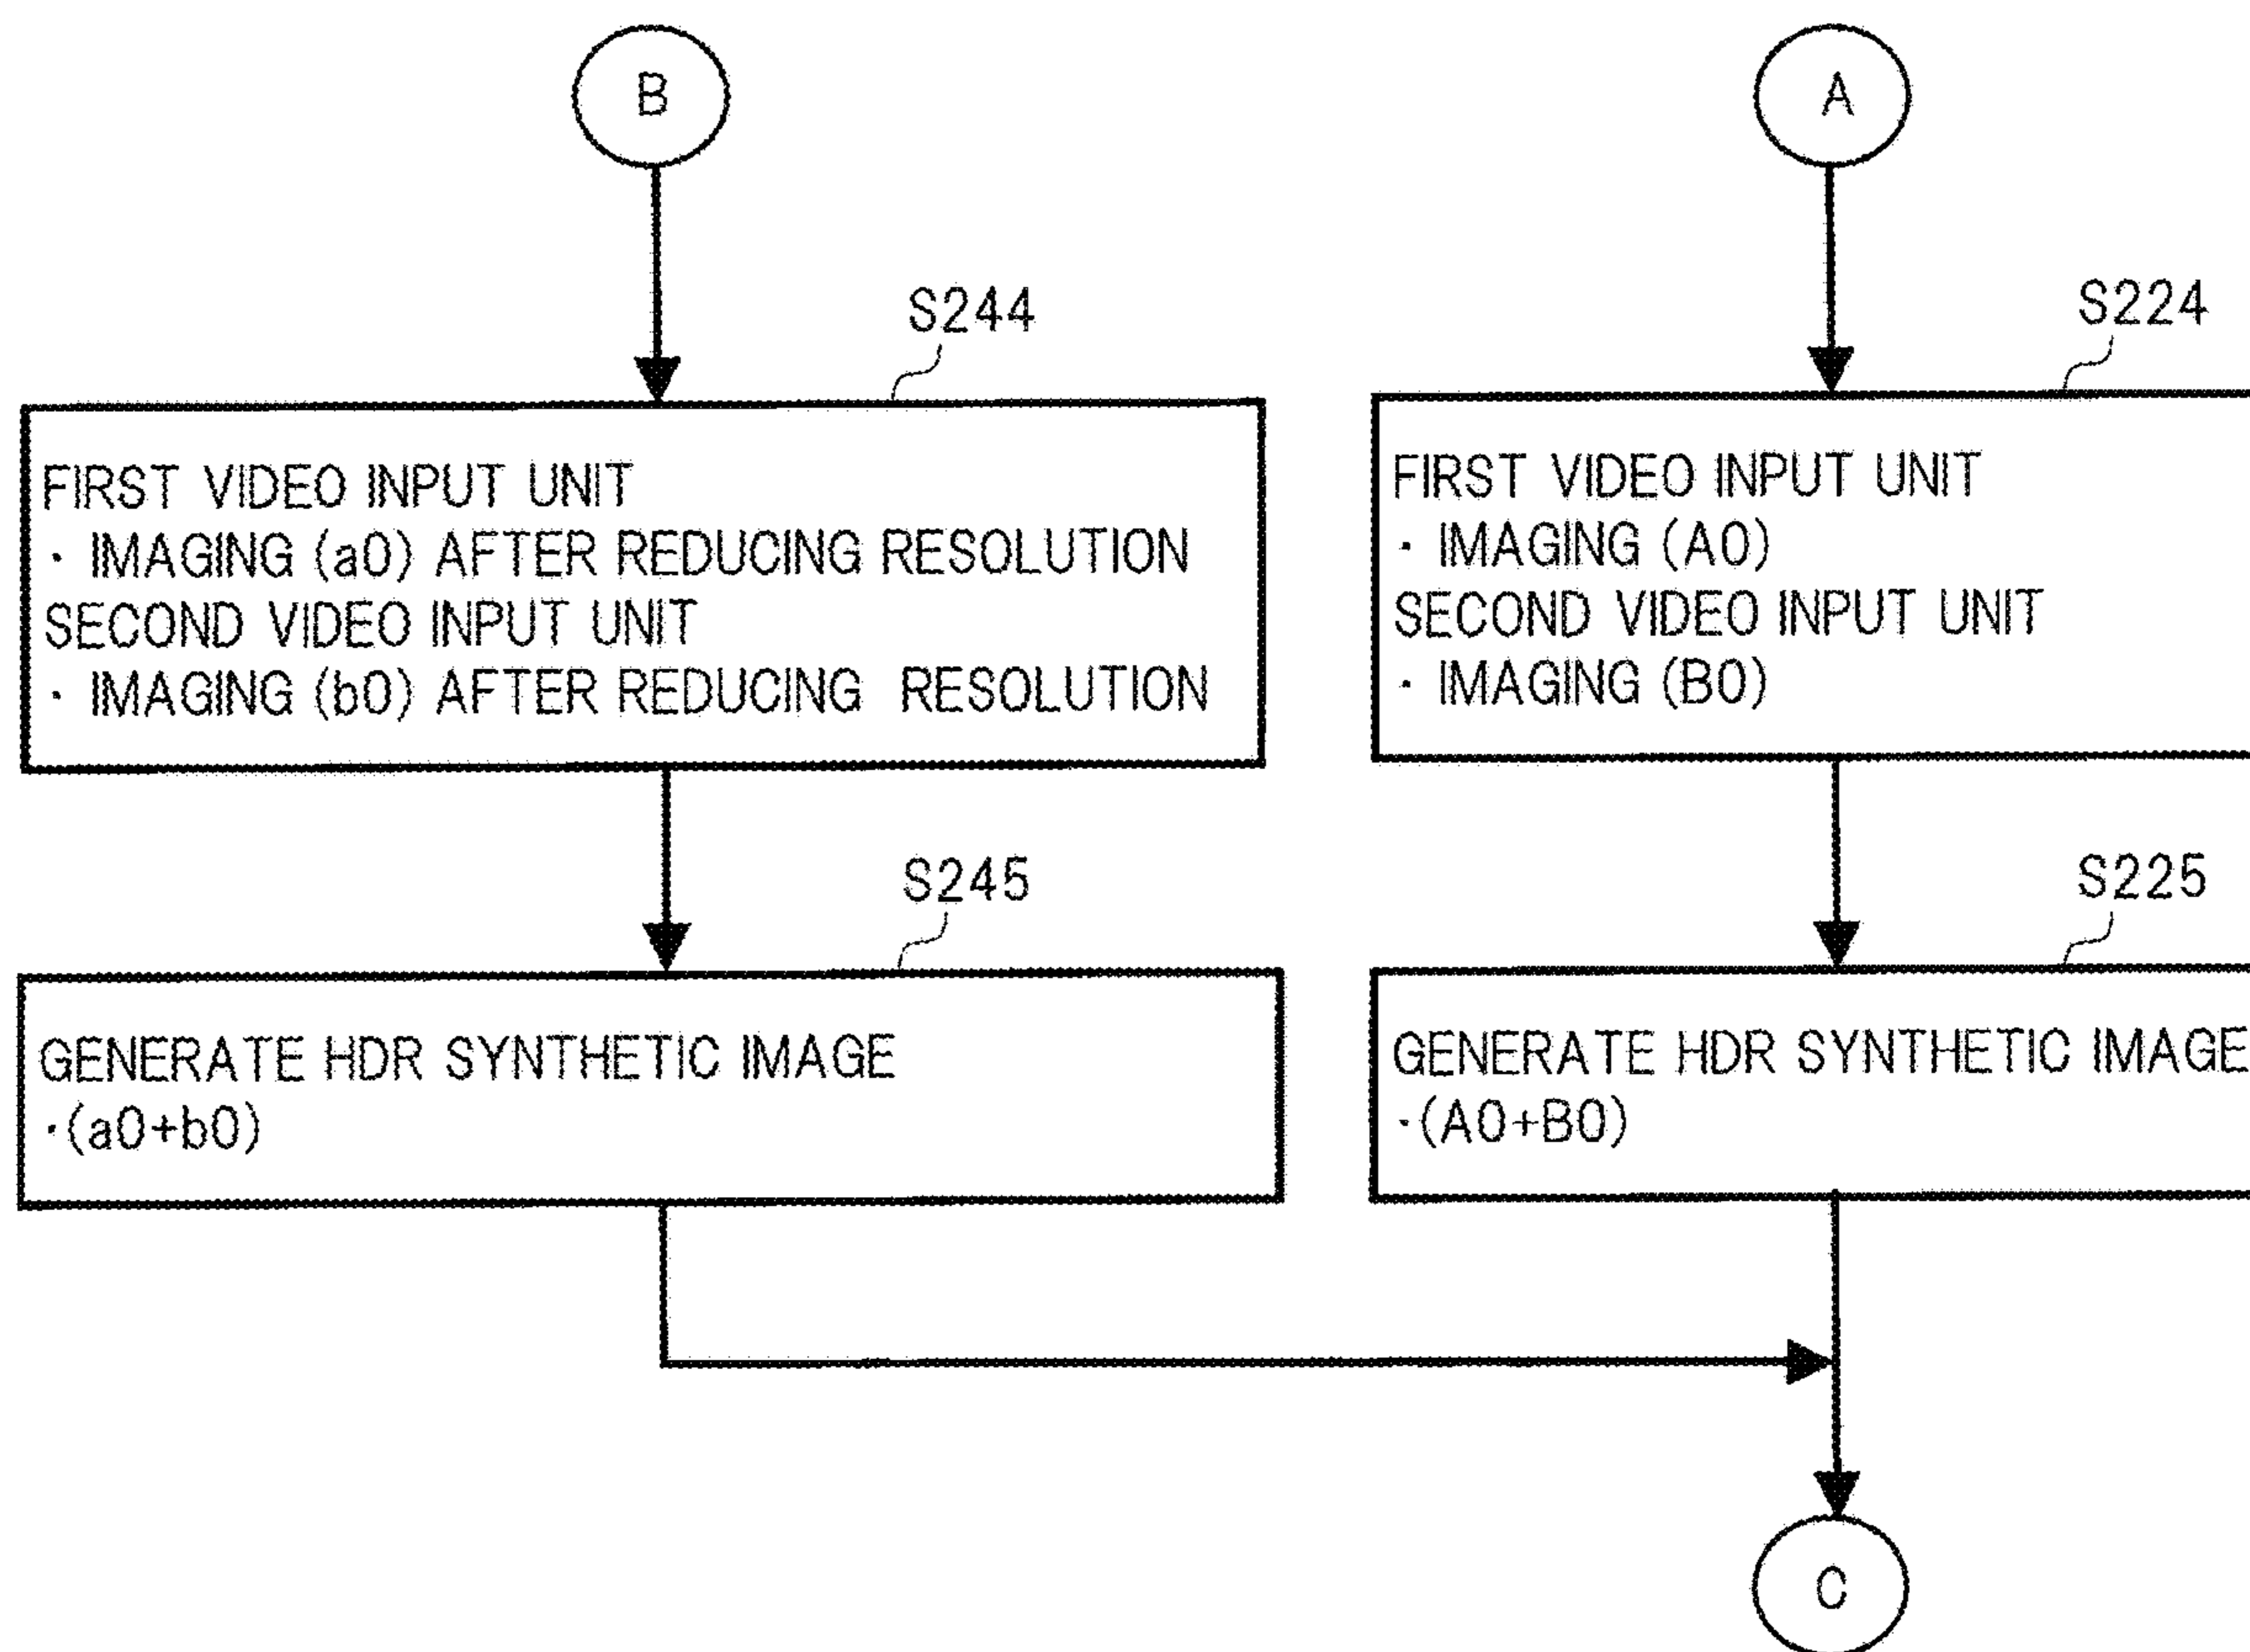 B
A
S244
FIRST VIDEO INPUT UNIT
· IMAGING (a0) AFTER REDUCING RESOLUTION
SECOND VIDEO INPUT UNIT
· IMAGING (b0) AFTER REDUCING RESOLUTION
S224
FIRST VIDEO INPUT UNIT
· IMAGING (A0)
SECOND VIDEO INPUT UNIT
· IMAGING (B0)
S245
GENERATE HDR SYNTHETIC IMAGE
·(a0+b0)
S225
GENERATE HDR SYNTHETIC IMAGE
·(A0+B0)
C